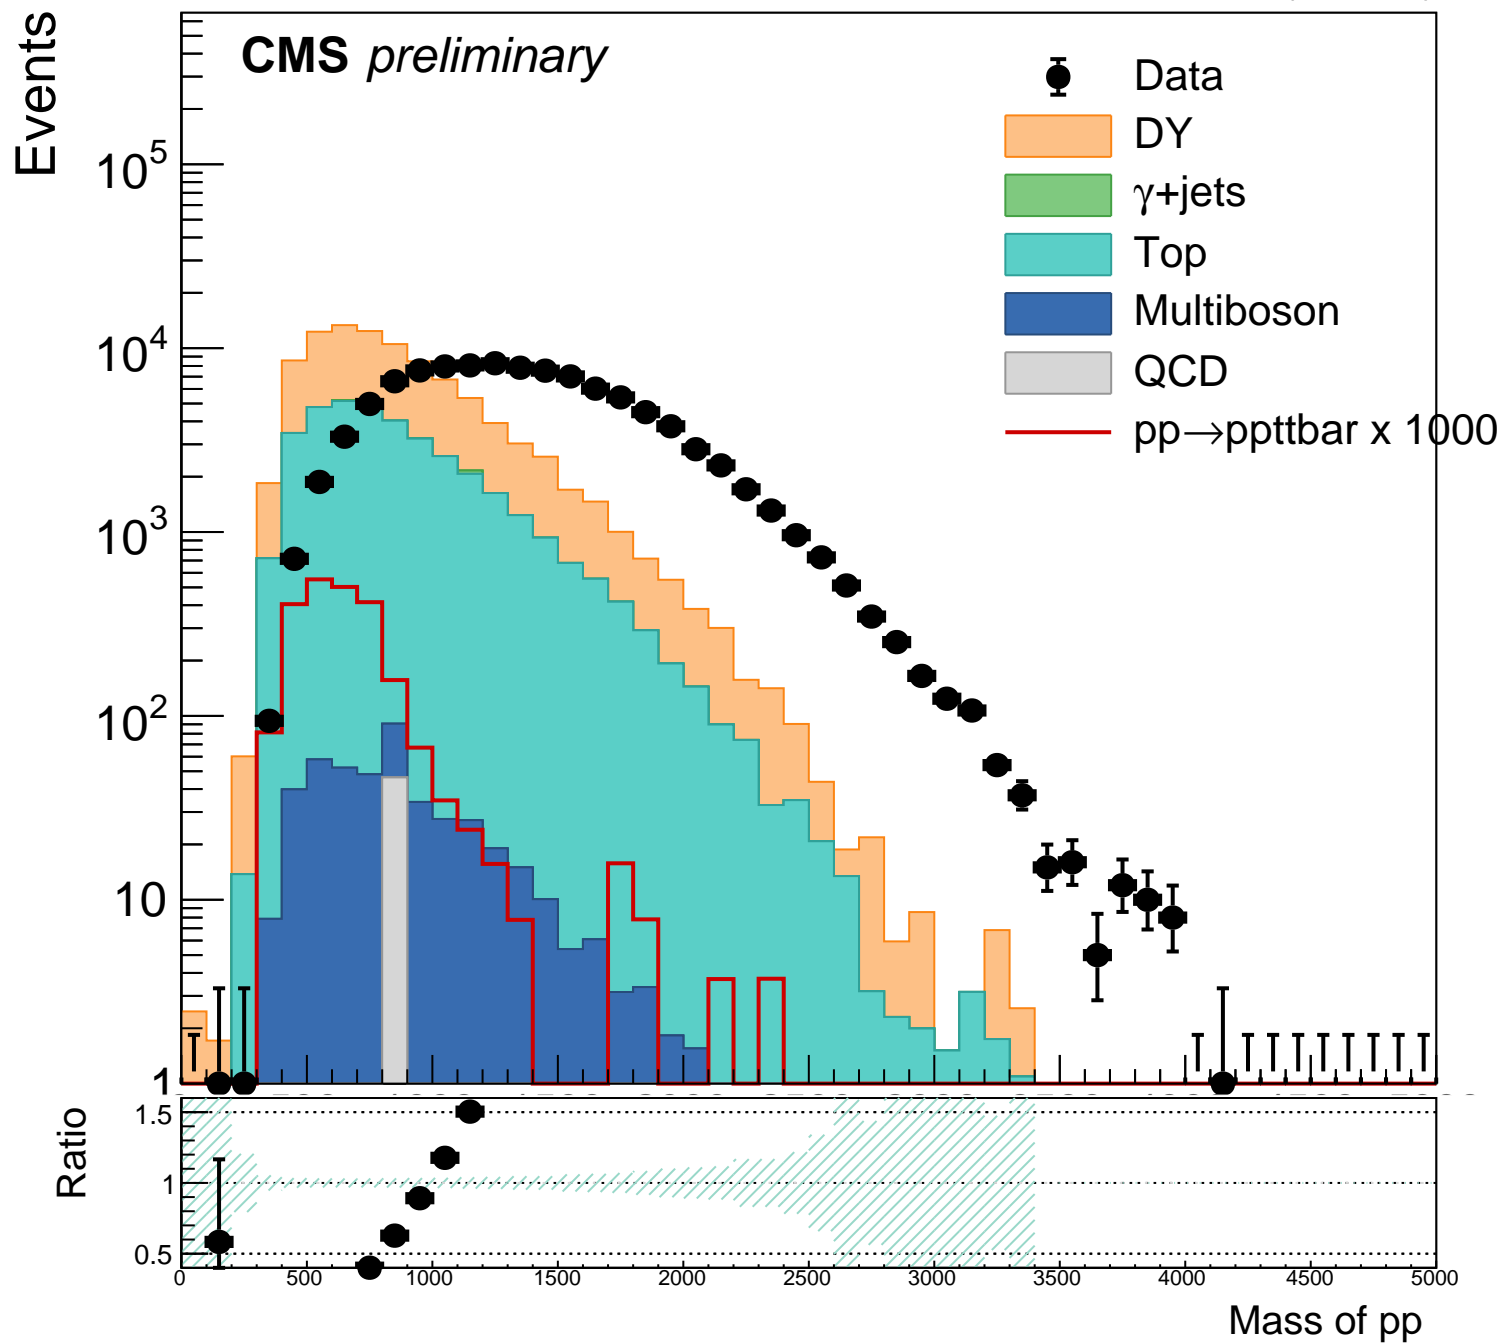 CMS preliminary
Events
Data
DY
γ+jets
Top
Multiboson
QCD
pp→ppttbar x 1000
10^5
10^4
10^3
10^2
10
1
Ratio
1.5
1
0.5
0 500 1000 1500 2000 2500 3000 3500 4000 4500 5000
Mass of pp